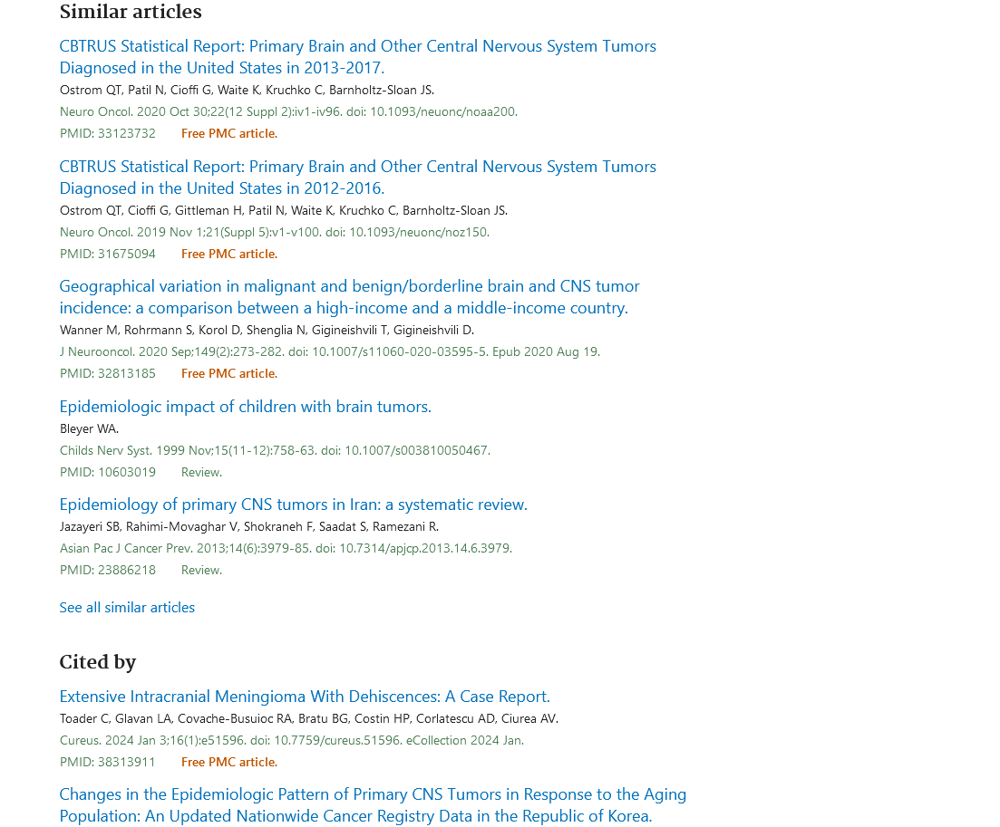 Similar articles
CBTRUS Statistical Report: Primary Brain and Other Central Nervous System Tumors
Diagnosed in the United States in 2013-2017.
Ostrom QT, Patil N, Cioffi G, Waite K, Kruchko C, Barnholtz-Sloan JS.
Neuro Oncol. 2020 Oct 30;22(12 Suppl 2):iv1-iv96. doi: 10.1093/neuonc/noaa200.
PMID: 33123732 Free PMC article.
CBTRUS Statistical Report: Primary Brain and Other Central Nervous System Tumors
Diagnosed in the United States in 2012-2016.
Ostrom QT, Cioffi G, Gittleman H, Patil N, Waite K, Kruchko C, Barnholtz-Sloan JS.
Neuro Oncol. 2019 Nov 1;21(Suppl 5):v1-v100. doi: 10.1093/neuonc/noz150.
PMID: 31675094 Free PMC article.
Geographical variation in malignant and benign/borderline brain and CNS tumor
incidence: a comparison between a high-income and a middle-income country.
Wanner M, Rohrmann S, Korol D, Shenglia N, Gigineishvili T, Gigineishvili D.
J Neurooncol. 2020 Sep;149(2):273-282. doi: 10.1007/s11060-020-03595-5. Epub 2020 Aug 19.
PMID: 32813185 Free PMC article.
Epidemiologic impact of children with brain tumors.
Bleyer WA.
Childs Nerv Syst. 1999 Nov;15(11-12):758-63. doi: 10.1007/s003810050467.
PMID: 10603019 Review.
Epidemiology of primary CNS tumors in Iran: a systematic review.
Jazayeri SB, Rahimi-Movaghar V, Shokraneh F, Saadat S, Ramezani R.
Asian Pac J Cancer Prev. 2013;14(6):3979-85. doi: 10.7314/apjcp.2013.14.6.3979.
PMID: 23886218 Review.
See all similar articles
Cited by
Extensive Intracranial Meningioma With Dehiscences: A Case Report.
Toader C, Glavan LA, Covache-Busuioc RA, Bratu BG, Costin HP, Corlatescu AD, Ciurea AV.
Cureus. 2024 Jan 3;16(1):e51596. doi: 10.7759/cureus.51596. eCollection 2024 Jan.
PMID: 38313911 Free PMC article.
Changes in the Epidemiologic Pattern of Primary CNS Tumors in Response to the Aging
Population: An Updated Nationwide Cancer Registry Data in the Republic of Korea.